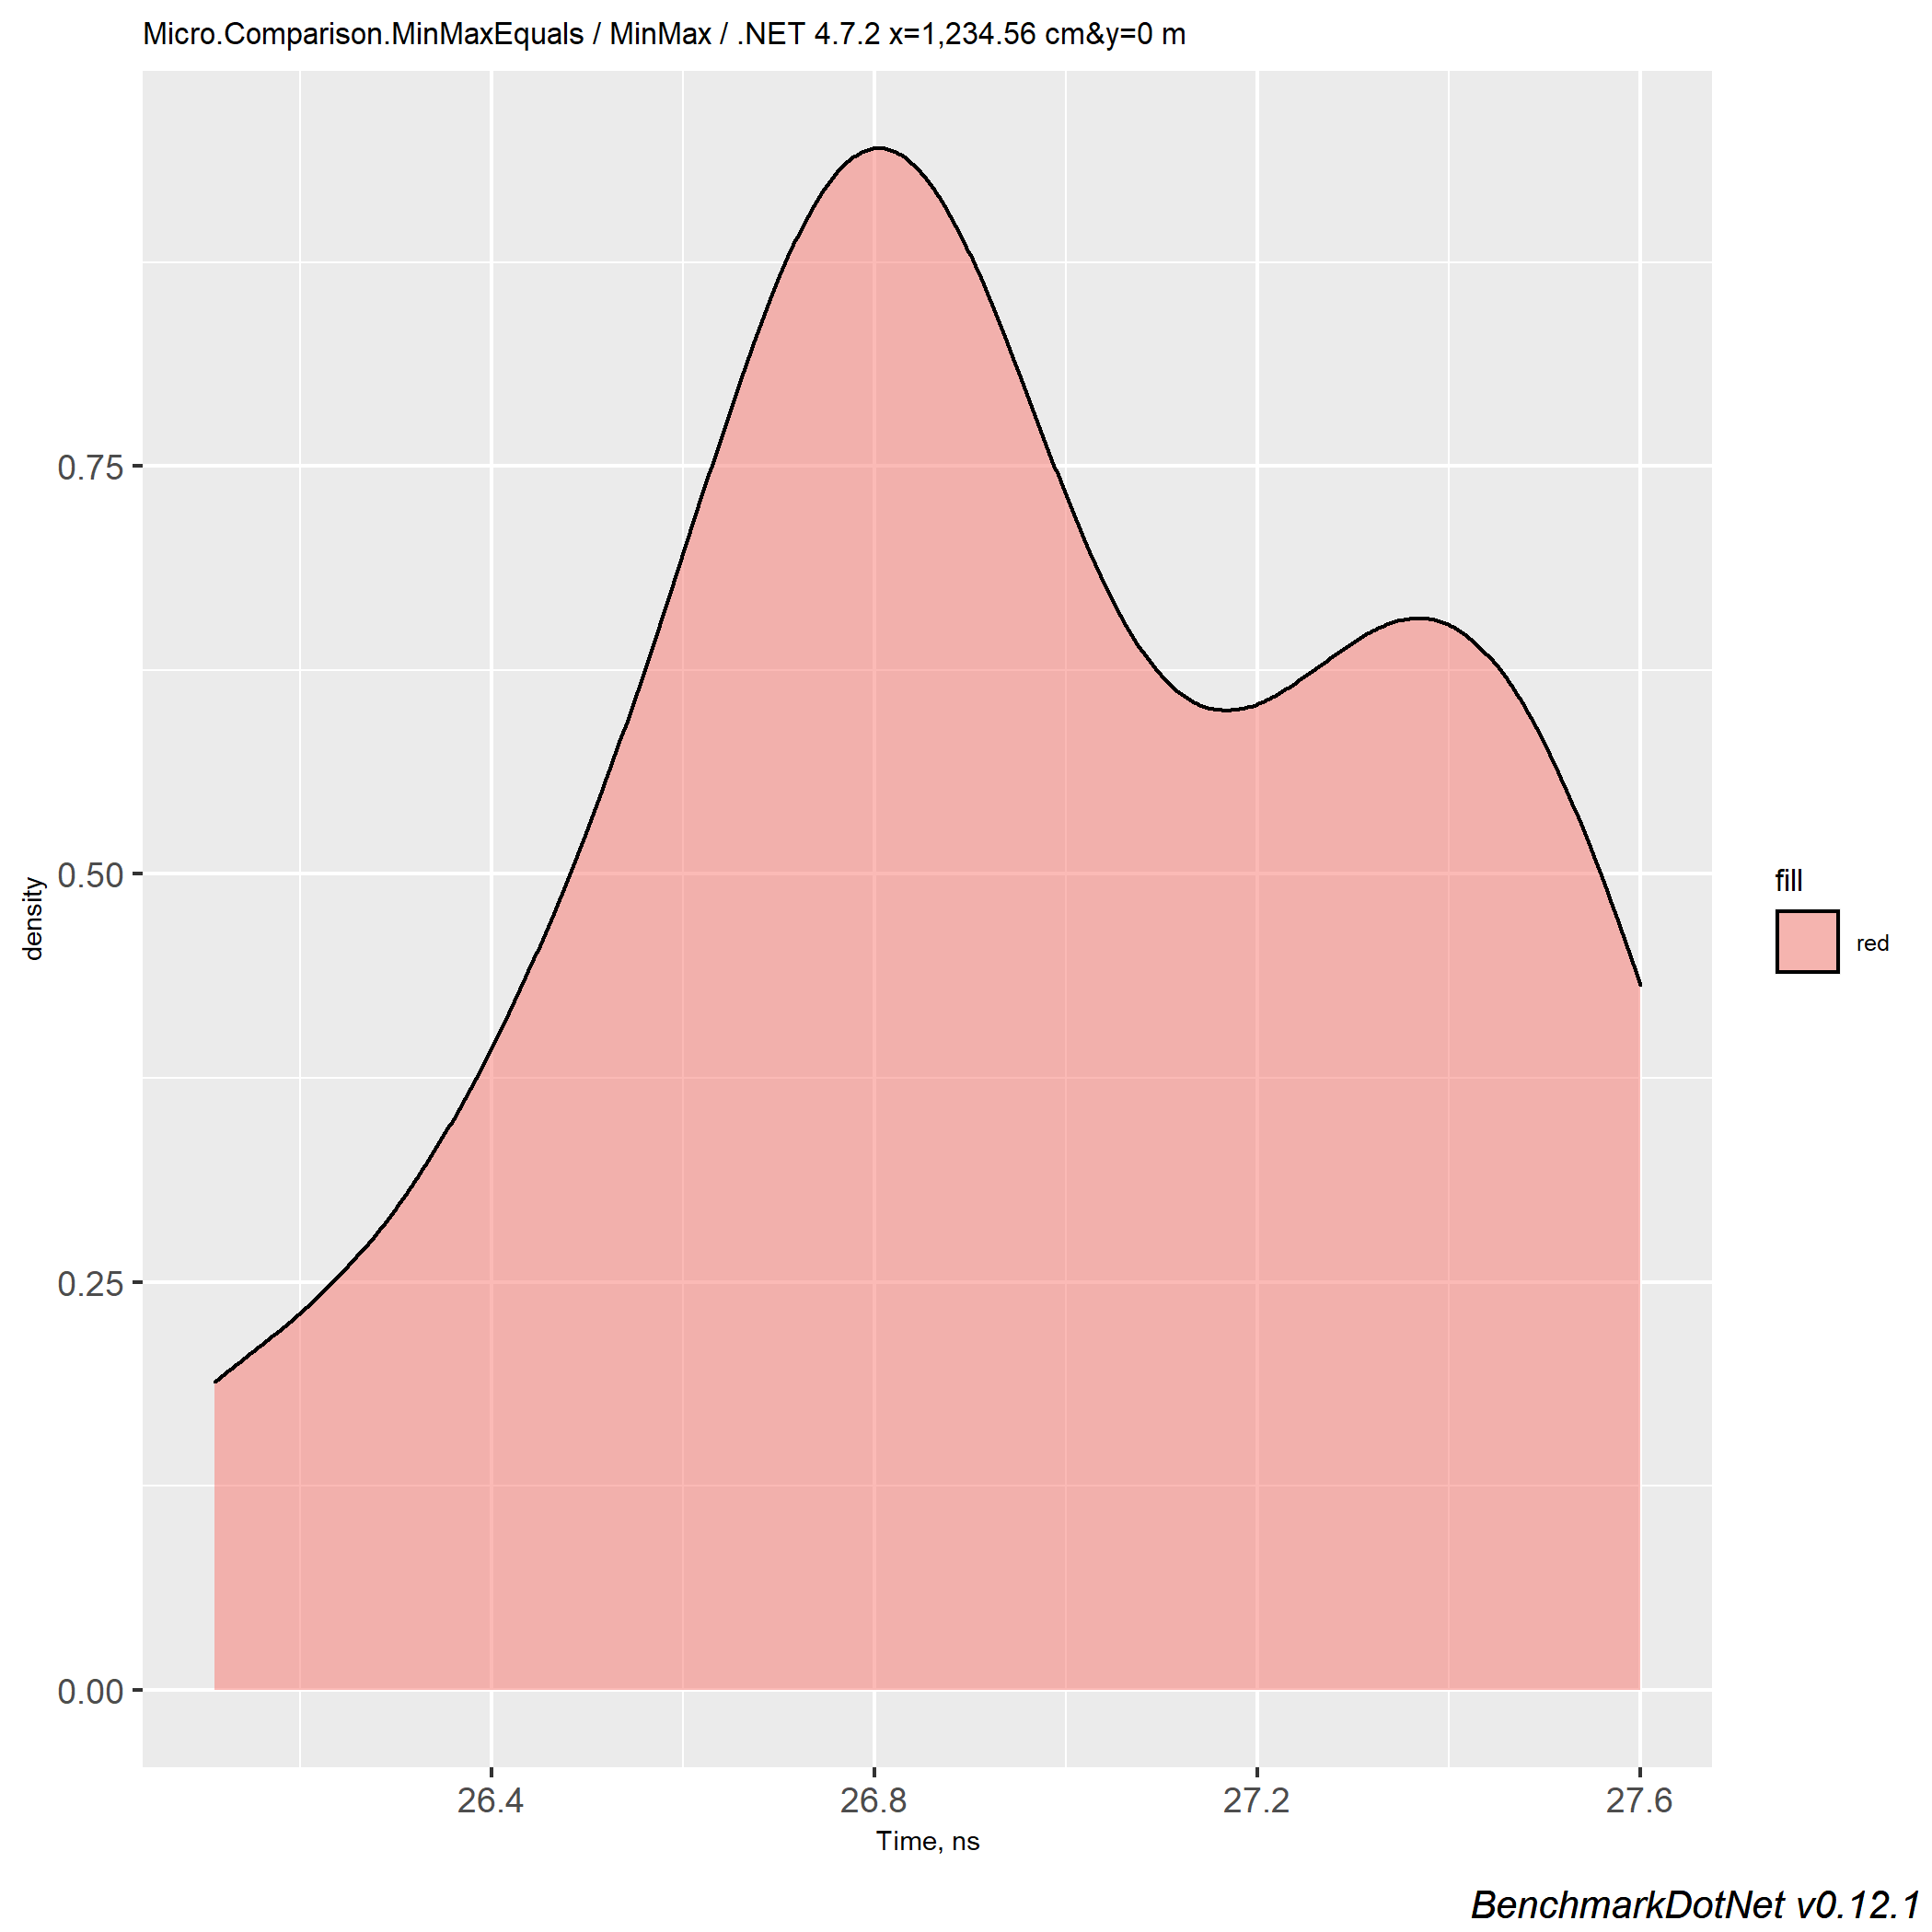 Micro.Comparison.MinMaxEquals / MinMax / .NET 4.7.2 x=1,234.56 cm&y=0 m
0.75
0.50
0.25
0.00
density
26.4
26.8
27.2
27.6
Time, ns
fill
red
BenchmarkDotNet v0.12.1